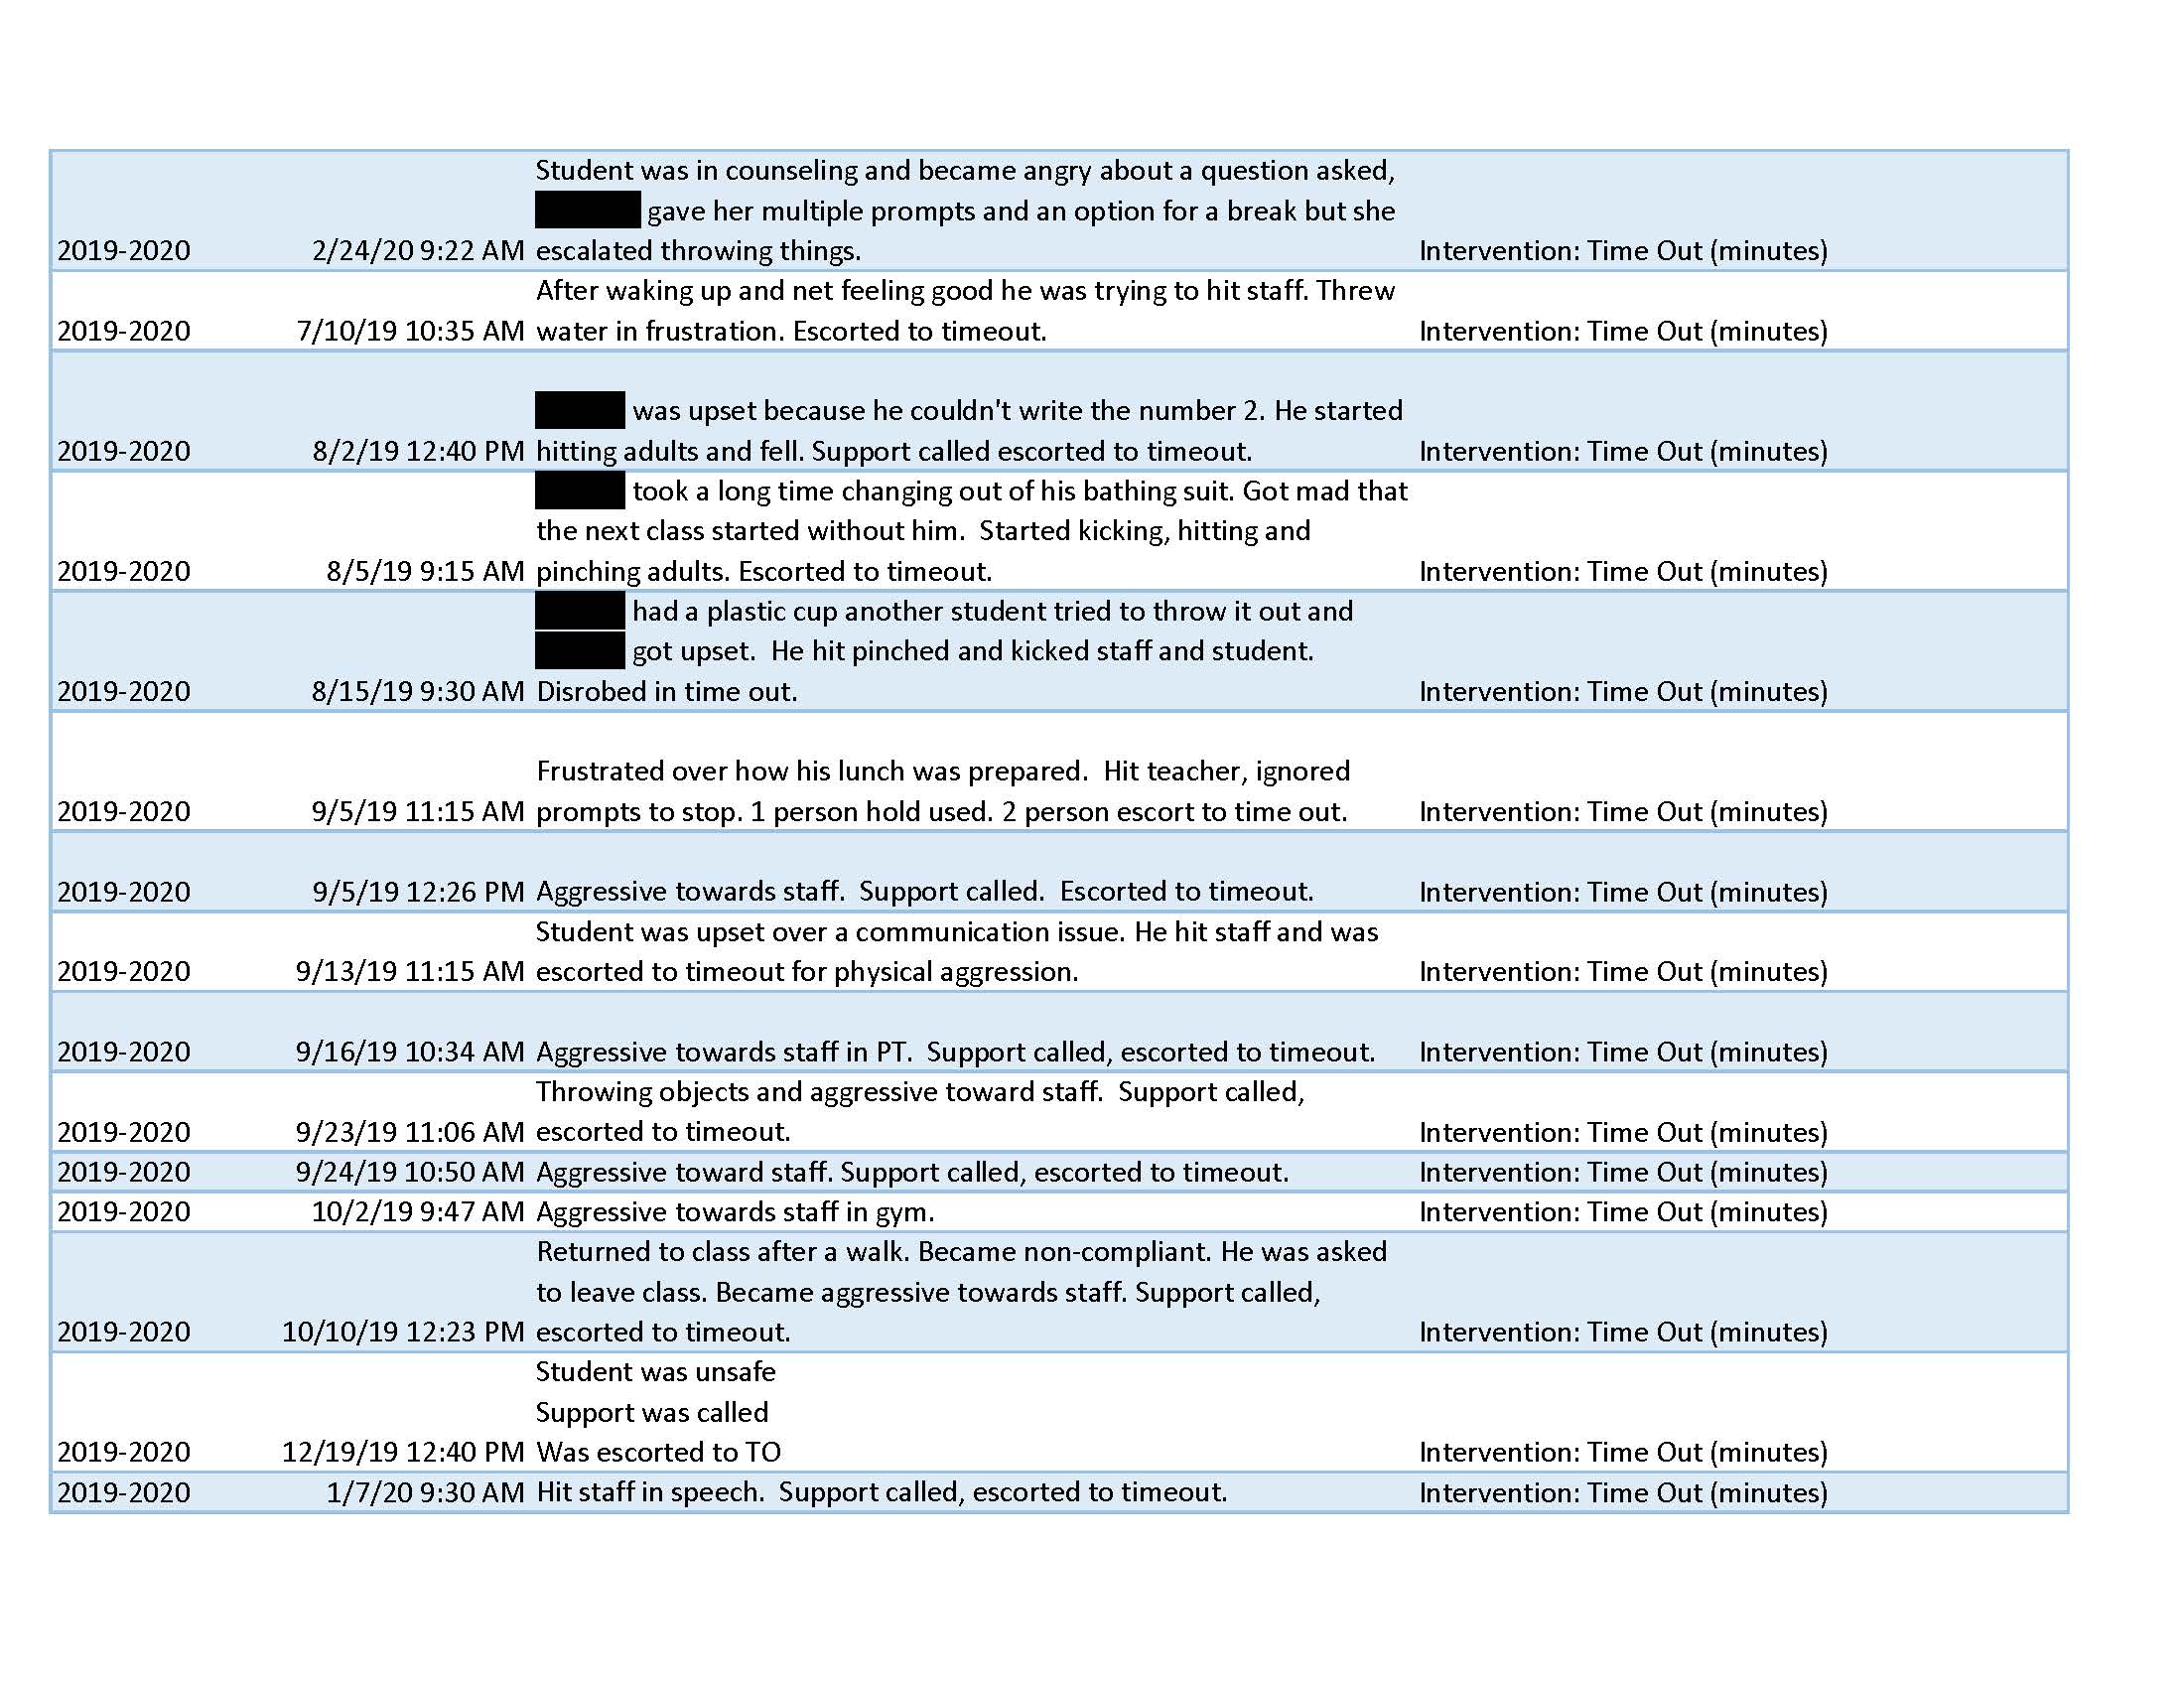 Student was in counseling and became angry about a question asked,
gave her multiple prompts and an option for a break but she
2019-2020 2/24/20 9:22 AM escalated throwing things. Intervention: Time Out (minutes)
After waking up and net feeling good he was trying to hit staff. Threw
2019-2020 7/10/19 10:35 AM water in frustration. Escorted to timeout. Intervention: Time Out (minutes)
was upset because he couldn't write the number 2. He started
2019-2020 8/2/19 12:40 PM hitting adults and fell. Support called escorted to timeout. Intervention: Time Out (minutes)
took a long time changing out of his bathing suit. Got mad that
the next class started without him.  Started kicking, hitting and
2019-2020 8/5/19 9:15 AM pinching adults. Escorted to timeout. Intervention: Time Out (minutes)
had a plastic cup another student tried to throw it out and
got upset.  He hit pinched and kicked staff and student.
2019-2020 8/15/19 9:30 AM Disrobed in time out. Intervention: Time Out (minutes)
Frustrated over how his lunch was prepared.  Hit teacher, ignored
2019-2020 9/5/19 11:15 AM prompts to stop. 1 person hold used. 2 person escort to time out. Intervention: Time Out (minutes)
2019-2020 9/5/19 12:26 PM Aggressive towards staff.  Support called.  Escorted to timeout. Intervention: Time Out (minutes)
Student was upset over a communication issue. He hit staff and was
2019-2020 9/13/19 11:15 AM escorted to timeout for physical aggression. Intervention: Time Out (minutes)
2019-2020 9/16/19 10:34 AM Aggressive towards staff in PT.  Support called, escorted to timeout. Intervention: Time Out (minutes)
Throwing objects and aggressive toward staff.  Support called,
2019-2020 9/23/19 11:06 AM escorted to timeout. Intervention: Time Out (minutes)
2019-2020 9/24/19 10:50 AM Aggressive toward staff. Support called, escorted to timeout. Intervention: Time Out (minutes)
2019-2020 10/2/19 9:47 AM Aggressive towards staff in gym. Intervention: Time Out (minutes)
Returned to class after a walk. Became non-compliant. He was asked
to leave class. Became aggressive towards staff. Support called,
2019-2020 10/10/19 12:23 PM escorted to timeout. Intervention: Time Out (minutes)
Student was unsafe
Support was called
2019-2020 12/19/19 12:40 PM Was escorted to TO Intervention: Time Out (minutes)
2019-2020 1/7/20 9:30 AM Hit staff in speech.  Support called, escorted to timeout. Intervention: Time Out (minutes)